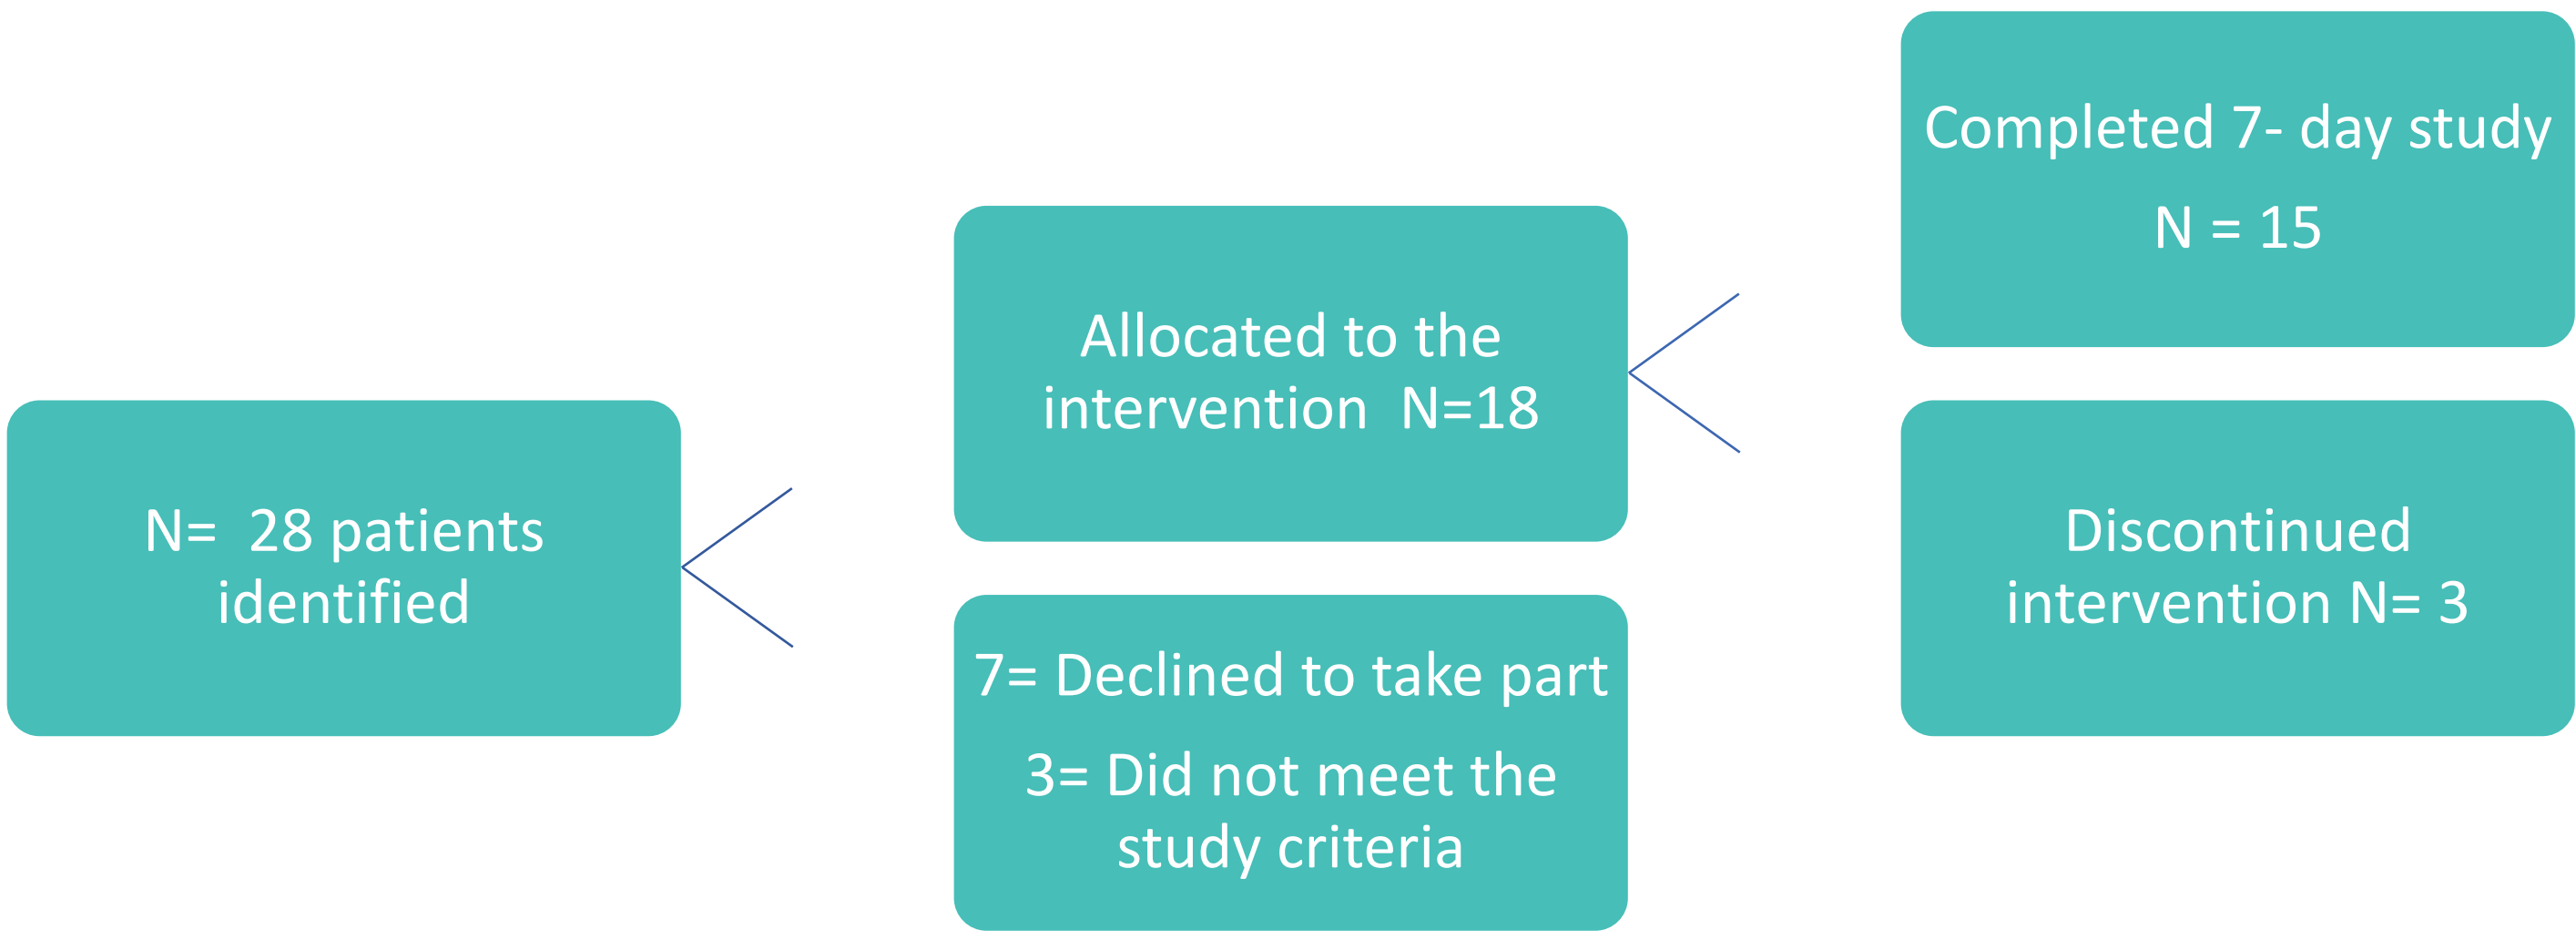 N=  28 patients
identified
Allocated to the
intervention  N=18
7= Declined to take part
3= Did not meet the
study criteria
Completed 7- day study
N = 15
Discontinued
intervention N= 3